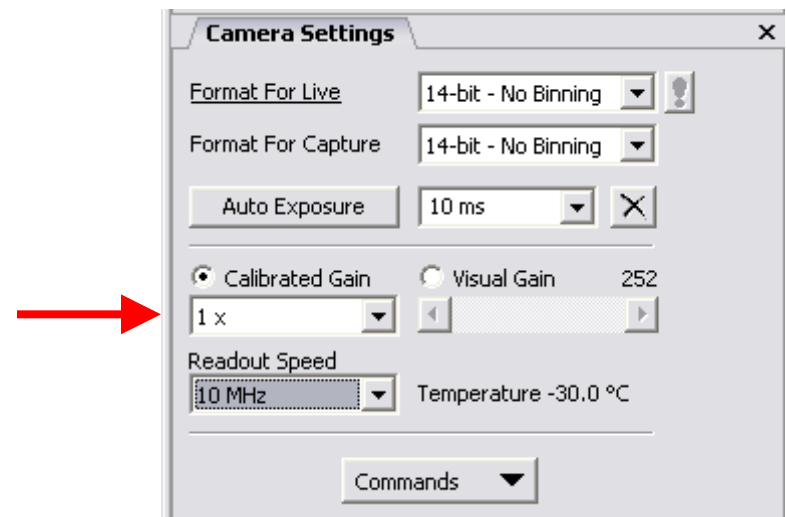 Camera Settings
Format For Live 14-bit - No Binning
Format For Capture 14-bit - No Binning
Auto Exposure 10 ms
Calibrated Gain Visual Gain 252
1 x
Readout Speed
10 MHz Temperature -30.0 °C
Commands